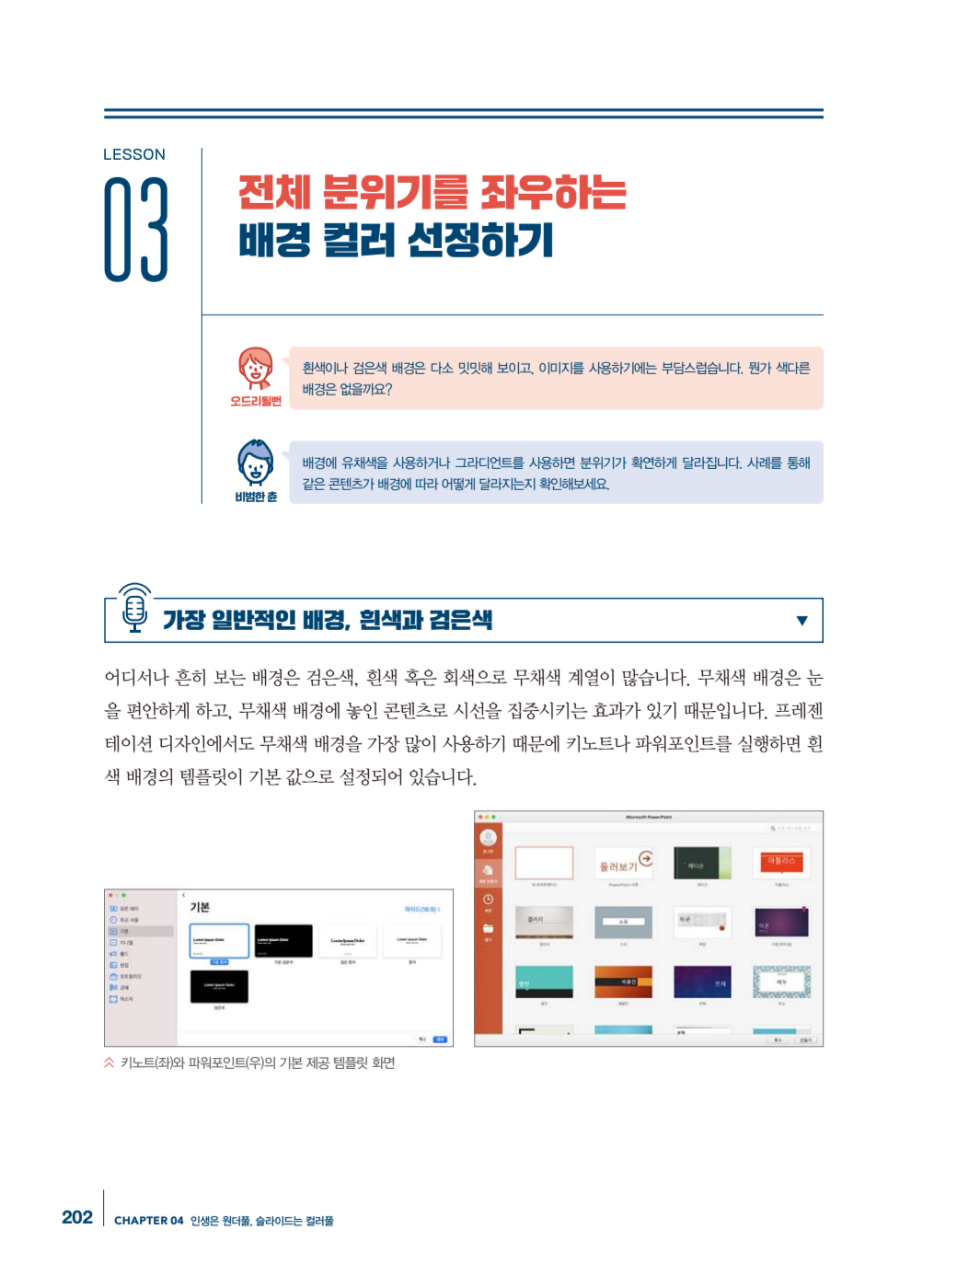 LESSON
03
전체 분위기를 좌우하는
배경 컬러 선정하기
흰색이나 검은색 배경은 다소 밋밋해 보이고, 이미지를 사용하기에는 부담스럽습니다. 뭔가 색다른
배경은 없을까요?
오드리될뻔
배경에 유채색을 사용하거나 그라디언트를 사용하면 분위기가 확연하게 달라집니다. 사례를 통해
같은 콘텐츠가 배경에 따라 어떻게 달라지는지 확인해보세요.
비범한 츈
가장 일반적인 배경, 흰색과 검은색
어디서나 흔히 보는 배경은 검은색, 흰색 혹은 회색으로 무채색 계열이 많습니다. 무채색 배경은 눈
을 편안하게 하고, 무채색 배경에 놓인 콘텐츠로 시선을 집중시키는 효과가 있기 때문입니다. 프레젠
테이션 디자인에서도 무채색 배경을 가장 많이 사용하기 때문에 키노트나 파워포인트를 실행하면 흰
색 배경의 템플릿이 기본 값으로 설정되어 있습니다.
기본
Microsoft PowerPoint
둘러보기
어틀라스
갤러리
키노트(좌)와 파워포인트(우)의 기본 제공 템플릿 화면
202
CHAPTER 04 인생은 원더풀, 슬라이드는 컬러풀